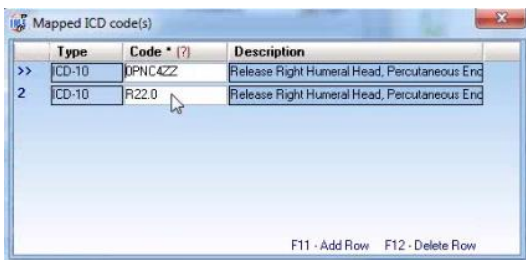 Mapped ICD code(s)
Type Code * [?] Description
>> ICD-10 0PNC4ZZ Release Right Humeral Head, Percutaneous End
2 ICD-10 R22.0 Release Right Humeral Head, Percutaneous End
F11 - Add Row F12 - Delete Row